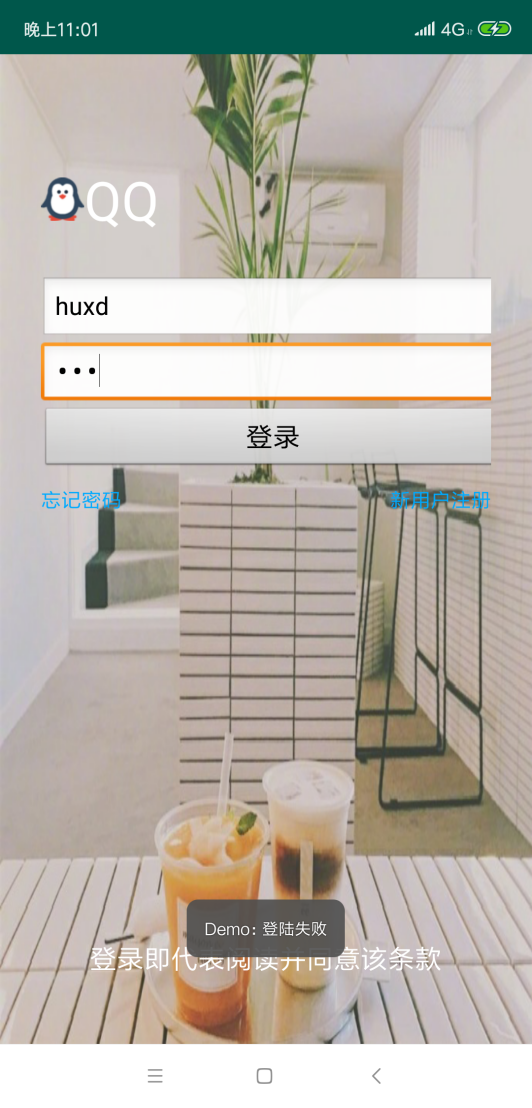 晚上11:01
4G
QQ
huxd
•••
登录
忘记密码
新用户注册
Demo: 登陆失败
登录即代表阅读并同意该条款